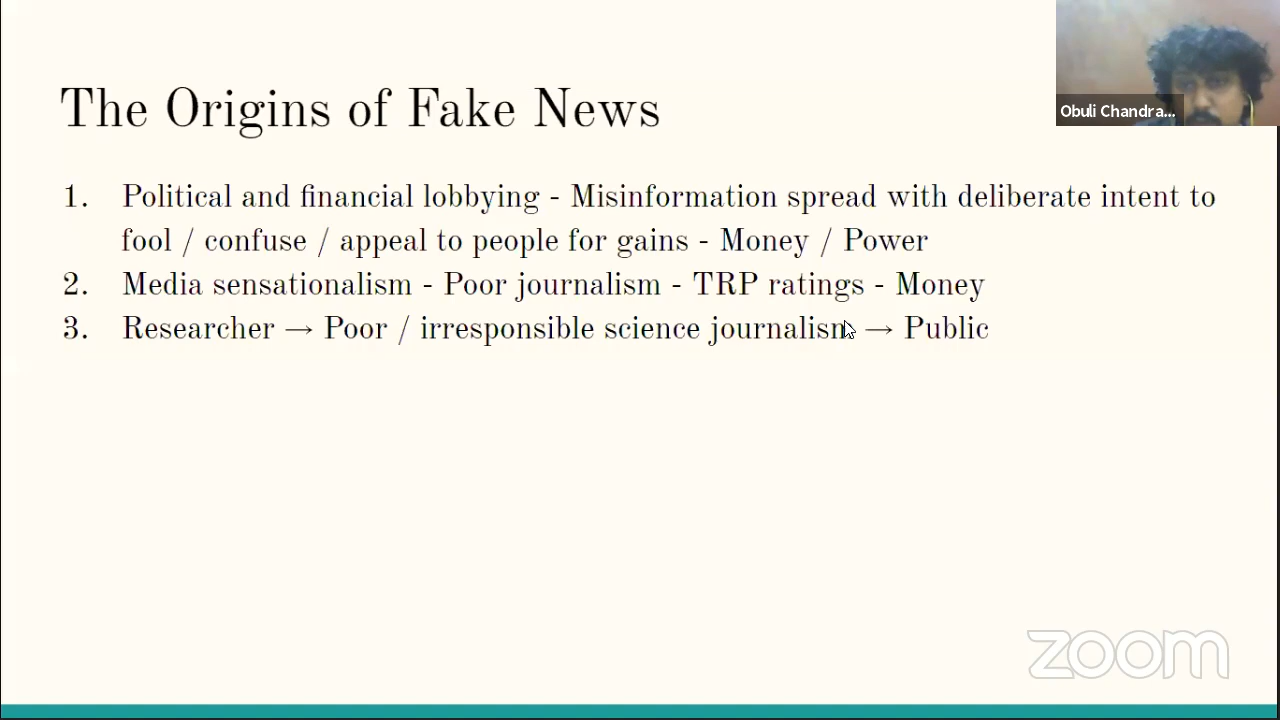 The Origins of Fake News
Obuli Chandra...
1. Political and financial lobbying - Misinformation spread with deliberate intent to
fool / confuse / appeal to people for gains - Money / Power
2. Media sensationalism - Poor journalism - TRP ratings - Money
3. Researcher → Poor / irresponsible science journalism → Public
zoom